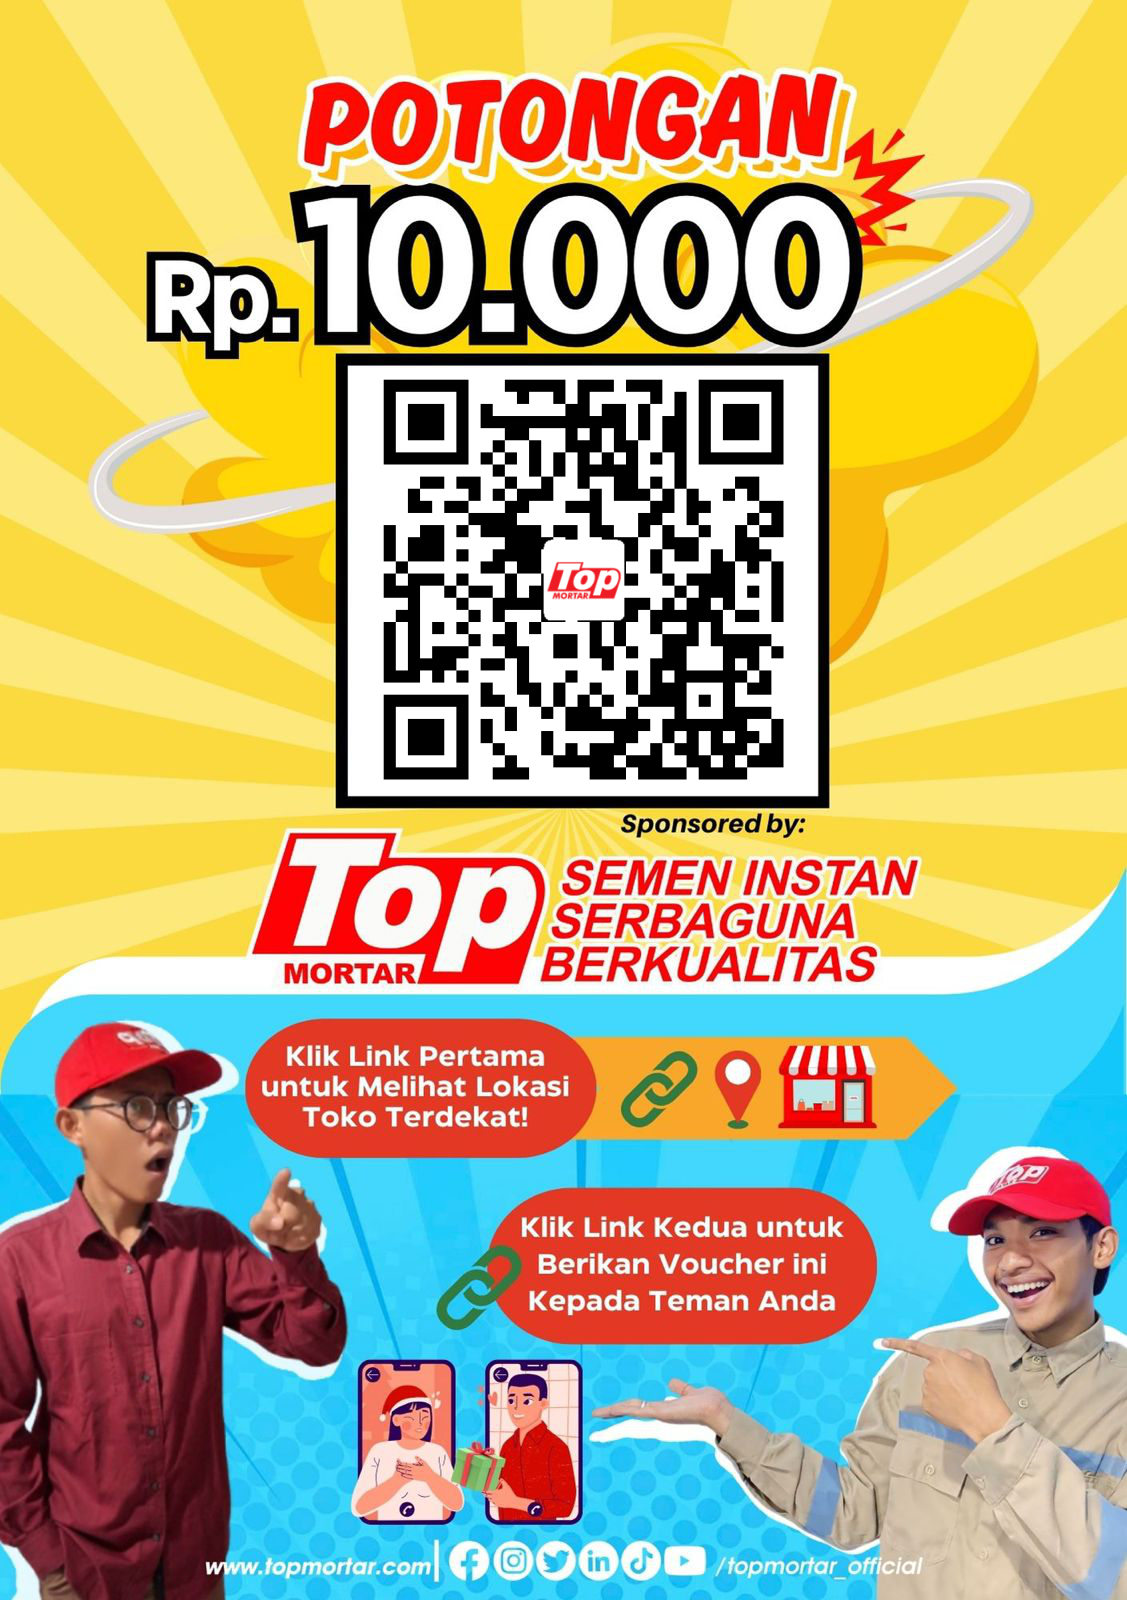 POTONGAN
Rp. 10.000
Top
MORTAR
Sponsored by:
Top
MORTAR
SEMEN INSTAN
SERBAGUNA
BERKUALITAS
Klik Link Pertama
untuk Melihat Lokasi
Toko Terdekat!
Top
Klik Link Kedua untuk
Berikan Voucher ini
Kepada Teman Anda
www.topmortar.com
/topmortar_official